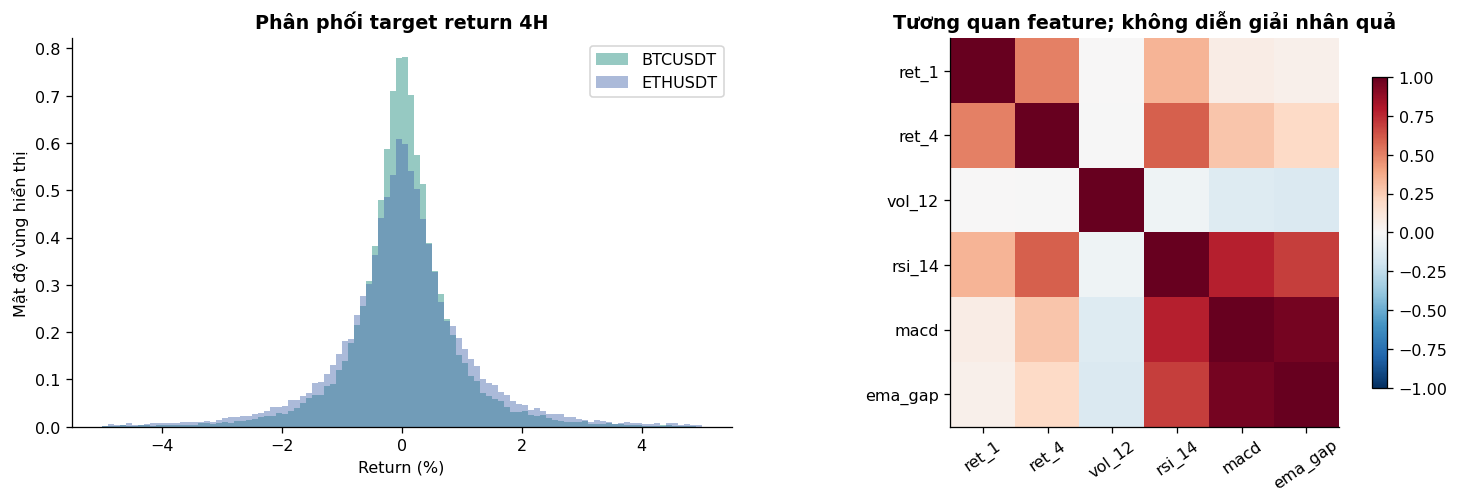 Phân phối target return 4H
BTCUSDT
ETHUSDT
Mật độ vùng hiển thị
0.8
0.7
0.6
0.5
0.4
0.3
0.2
0.1
0.0
−4
−2
0
2
4
Return (%)
Tương quan feature; không diễn giải nhân quả
ret_1
ret_4
vol_12
rsi_14
macd
ema_gap
ret_1
ret_4
vol_12
rsi_14
macd
ema_gap
1.00
0.75
0.50
0.25
0.00
−0.25
−0.50
−0.75
−1.00